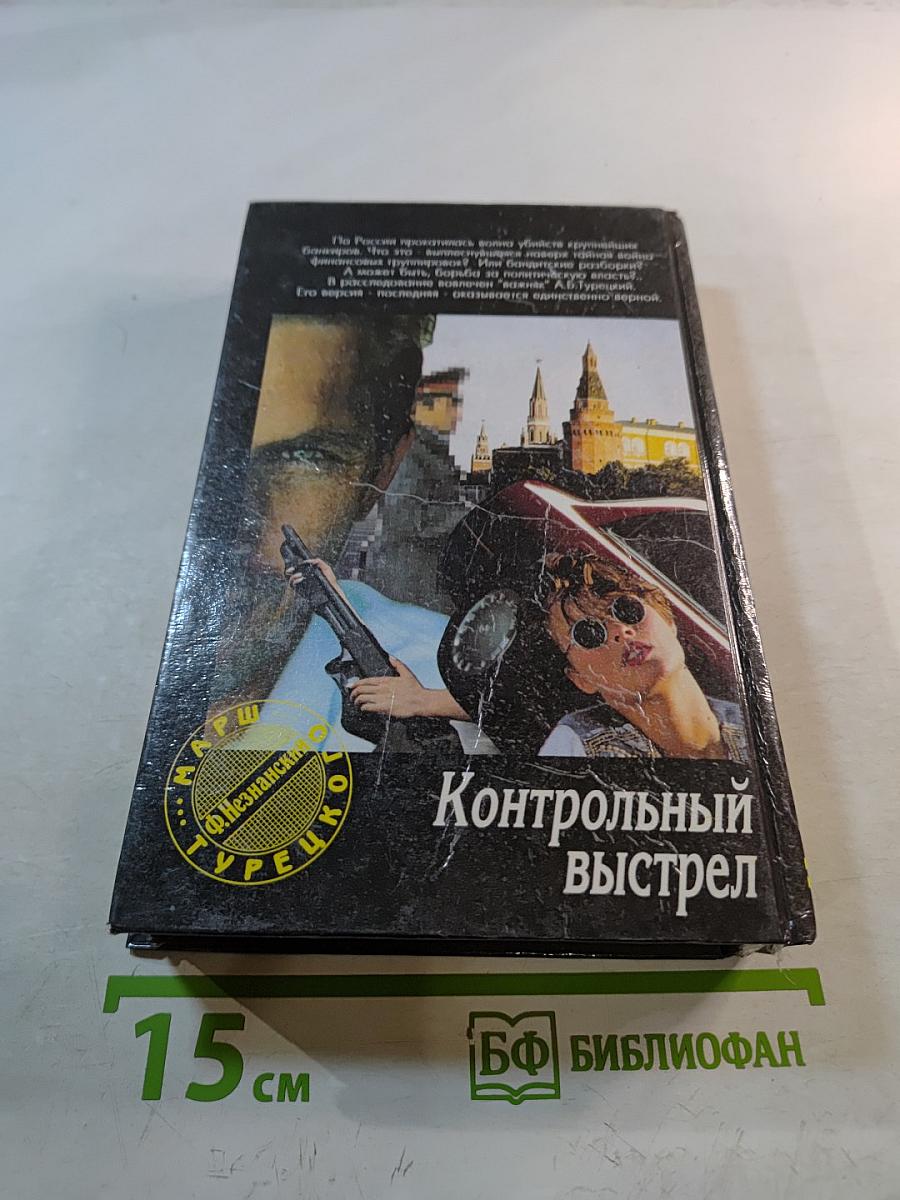 По России прокатилась волна убийств крупнейших
банкиров. Что это - выплеснувшаяся наверх тайная война
финансовых группировок? Или бандитские разборки?
А может быть, борьба за политическую власть?..
В расследование вовлечен "важняк" А.Б.Турецкий.
Его версия - последняя - оказывается единственно верной.
...МАРШ
ТУРЕЦКОГО
Ф.Незнанский
Контрольный
выстрел
15 см
БФ БИБЛИОФАН